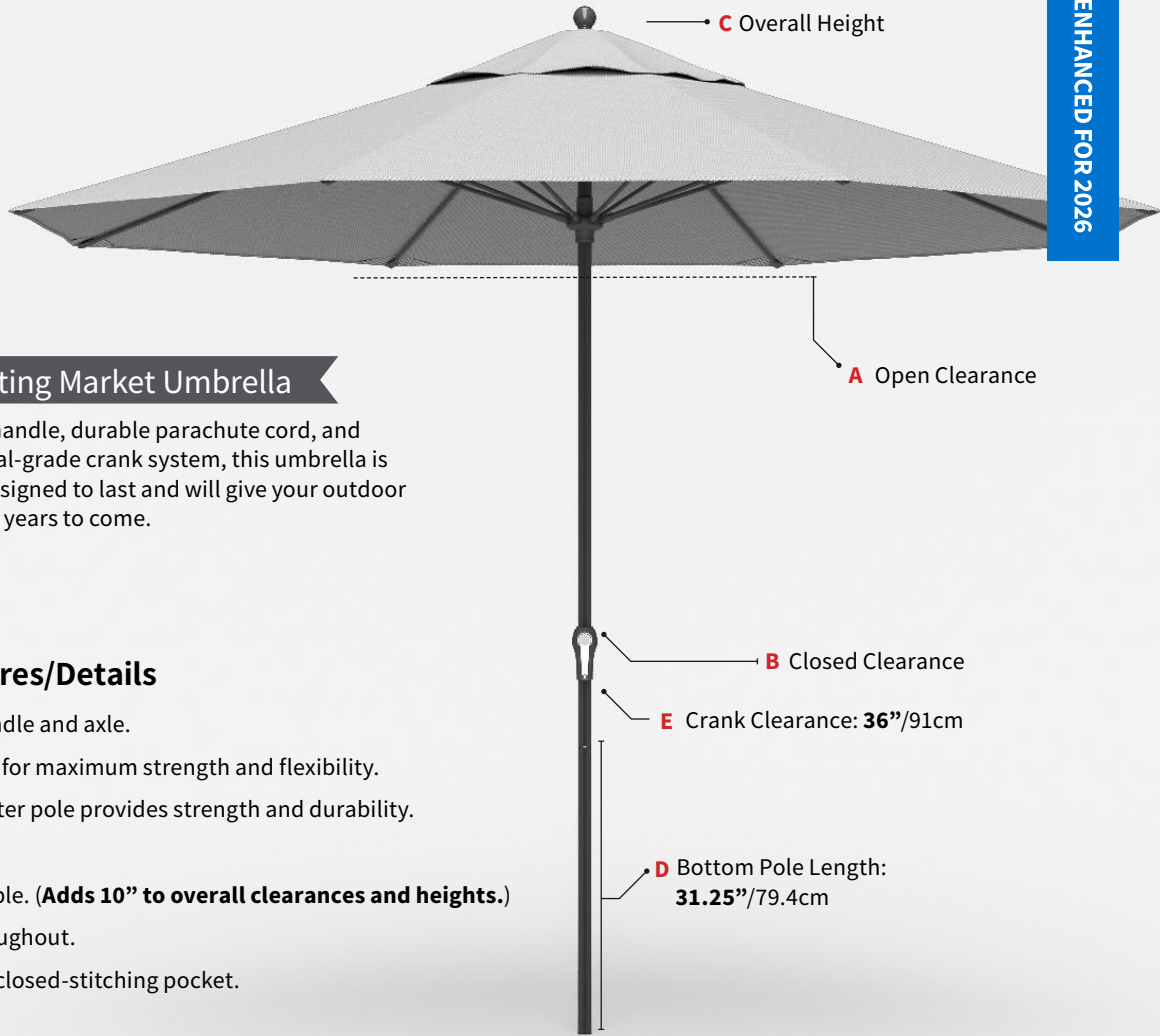 C Overall Height
ENHANCED FOR 2026
A Open Clearance
ting Market Umbrella
andle, durable parachute cord, and
al-grade crank system, this umbrella is
signed to last and will give your outdoor
years to come.
B Closed Clearance
res/Details
E Crank Clearance: 36”/91cm
dle and axle.
for maximum strength and flexibility.
ter pole provides strength and durability.
D Bottom Pole Length:
31.25”/79.4cm
ble. (Adds 10” to overall clearances and heights.)
ughout.
closed-stitching pocket.